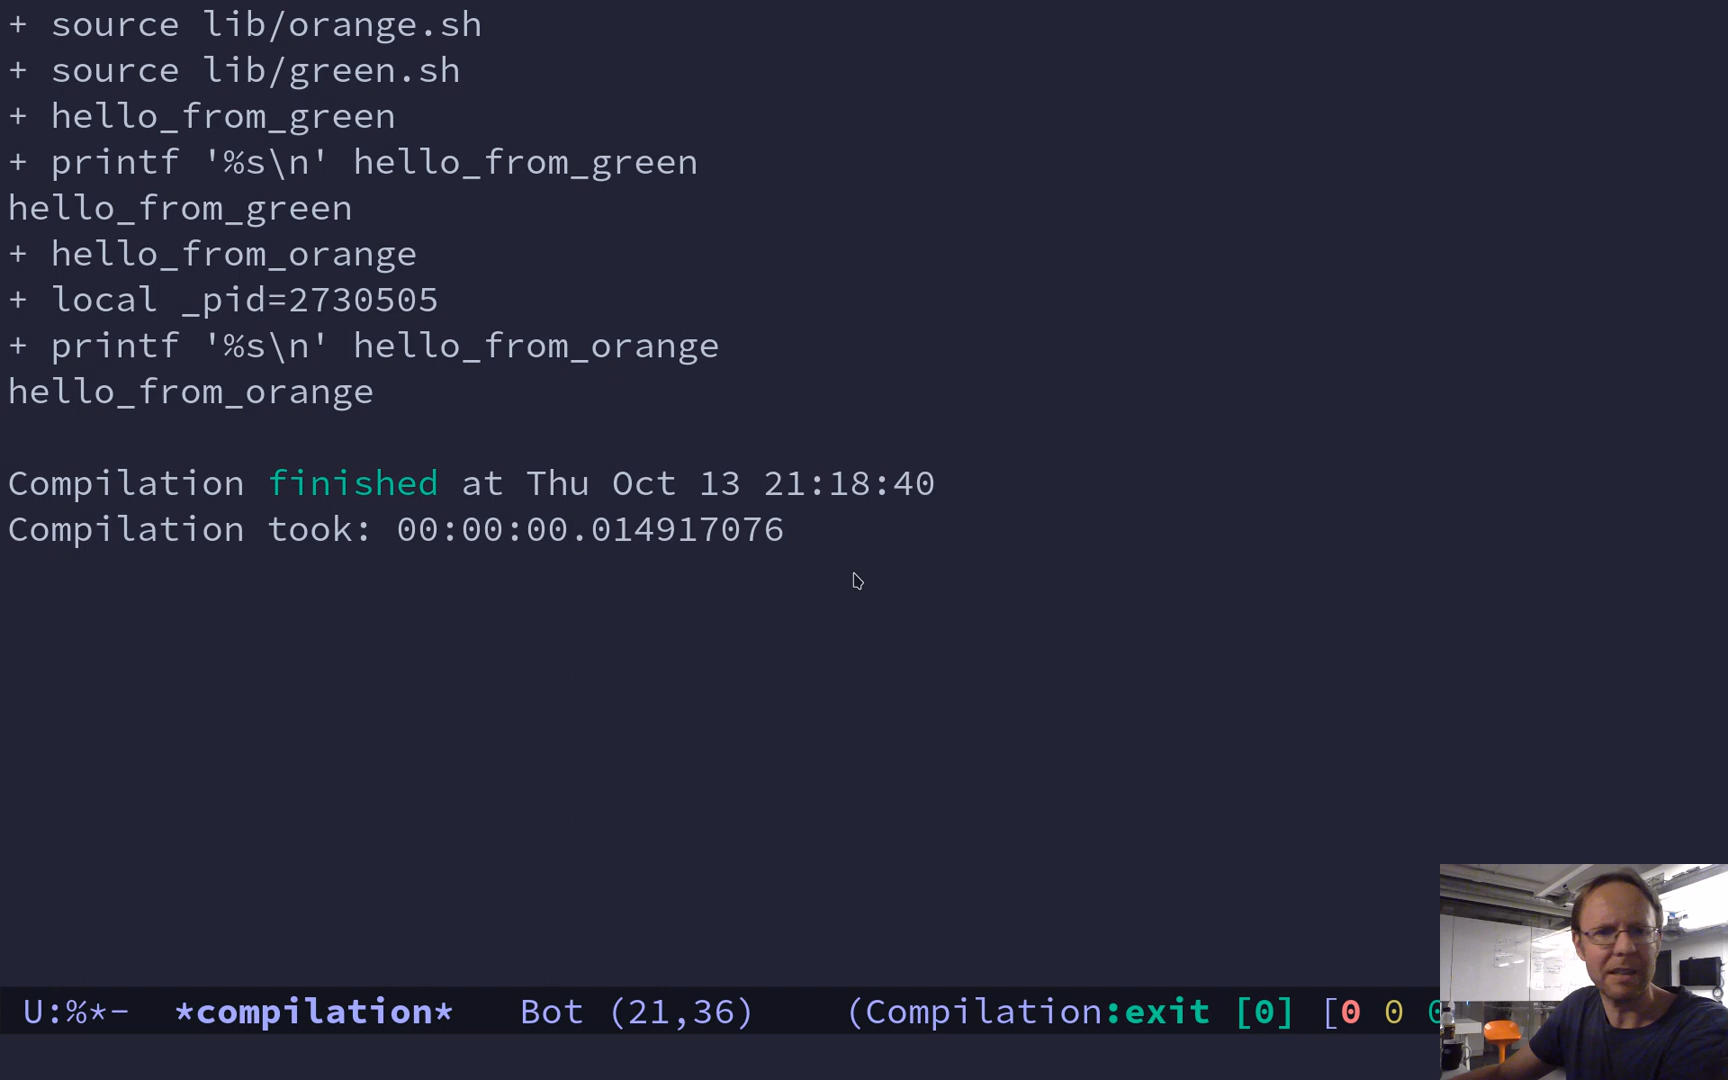 + source lib/orange.sh
+ source lib/green.sh
+ hello_from_green
+ printf '%s\n' hello_from_green
hello_from_green
+ hello_from_orange
+ local _pid=2730505
+ printf '%s\n' hello_from_orange
hello_from_orange
Compilation finished at Thu Oct 13 21:18:40
Compilation took: 00:00:00.014917076
U:%*-  *compilation*   Bot (21,36)    (Compilation:exit [0] [0 0 0